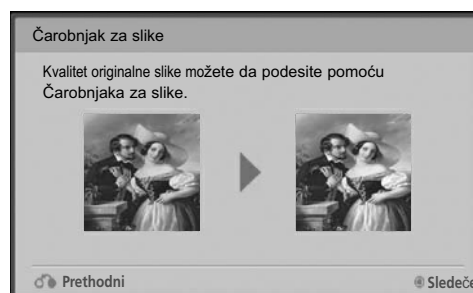 Čarobnjak za slike
Kvalitet originalne slike možete da podesite pomoću
Čarobnjaka za slike.
Prethodni
Sledeće